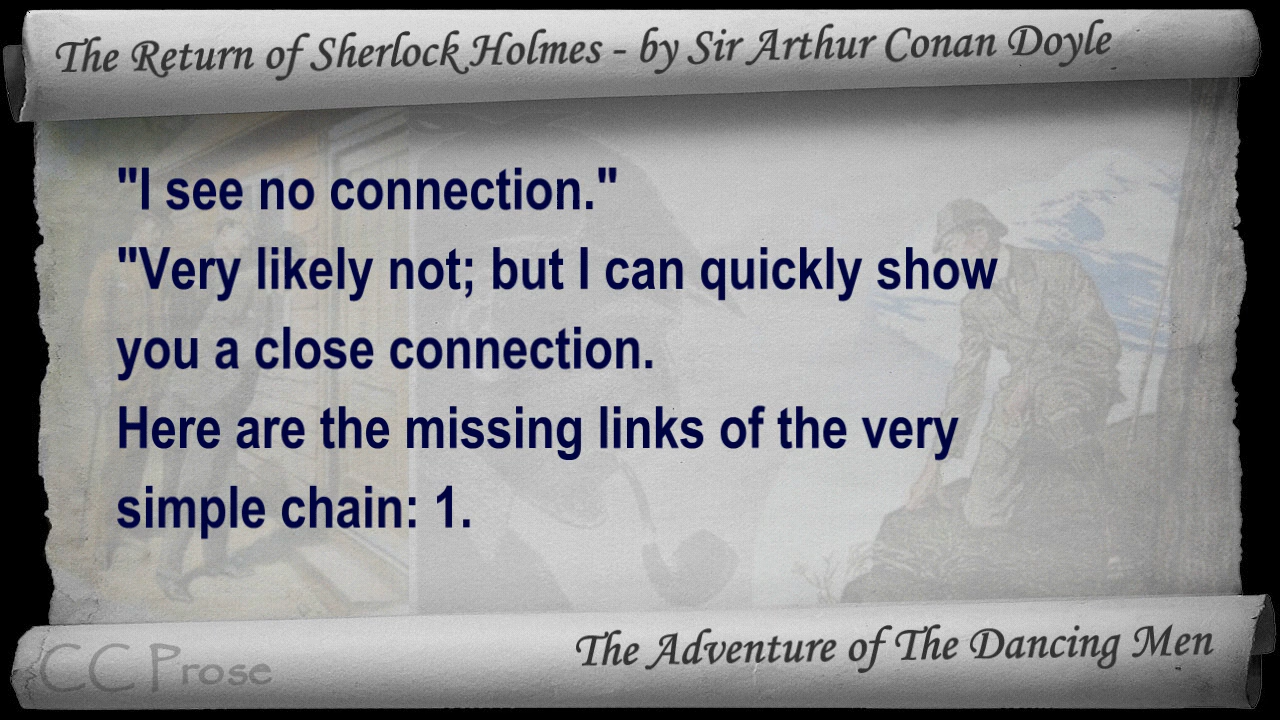 The Return of Sherlock Holmes - by Sir Arthur Conan Doyle
"I see no connection."
"Very likely not; but I can quickly show
you a close connection.
Here are the missing links of the very
simple chain: 1.
The Adventure of The Dancing Men
CC Prose